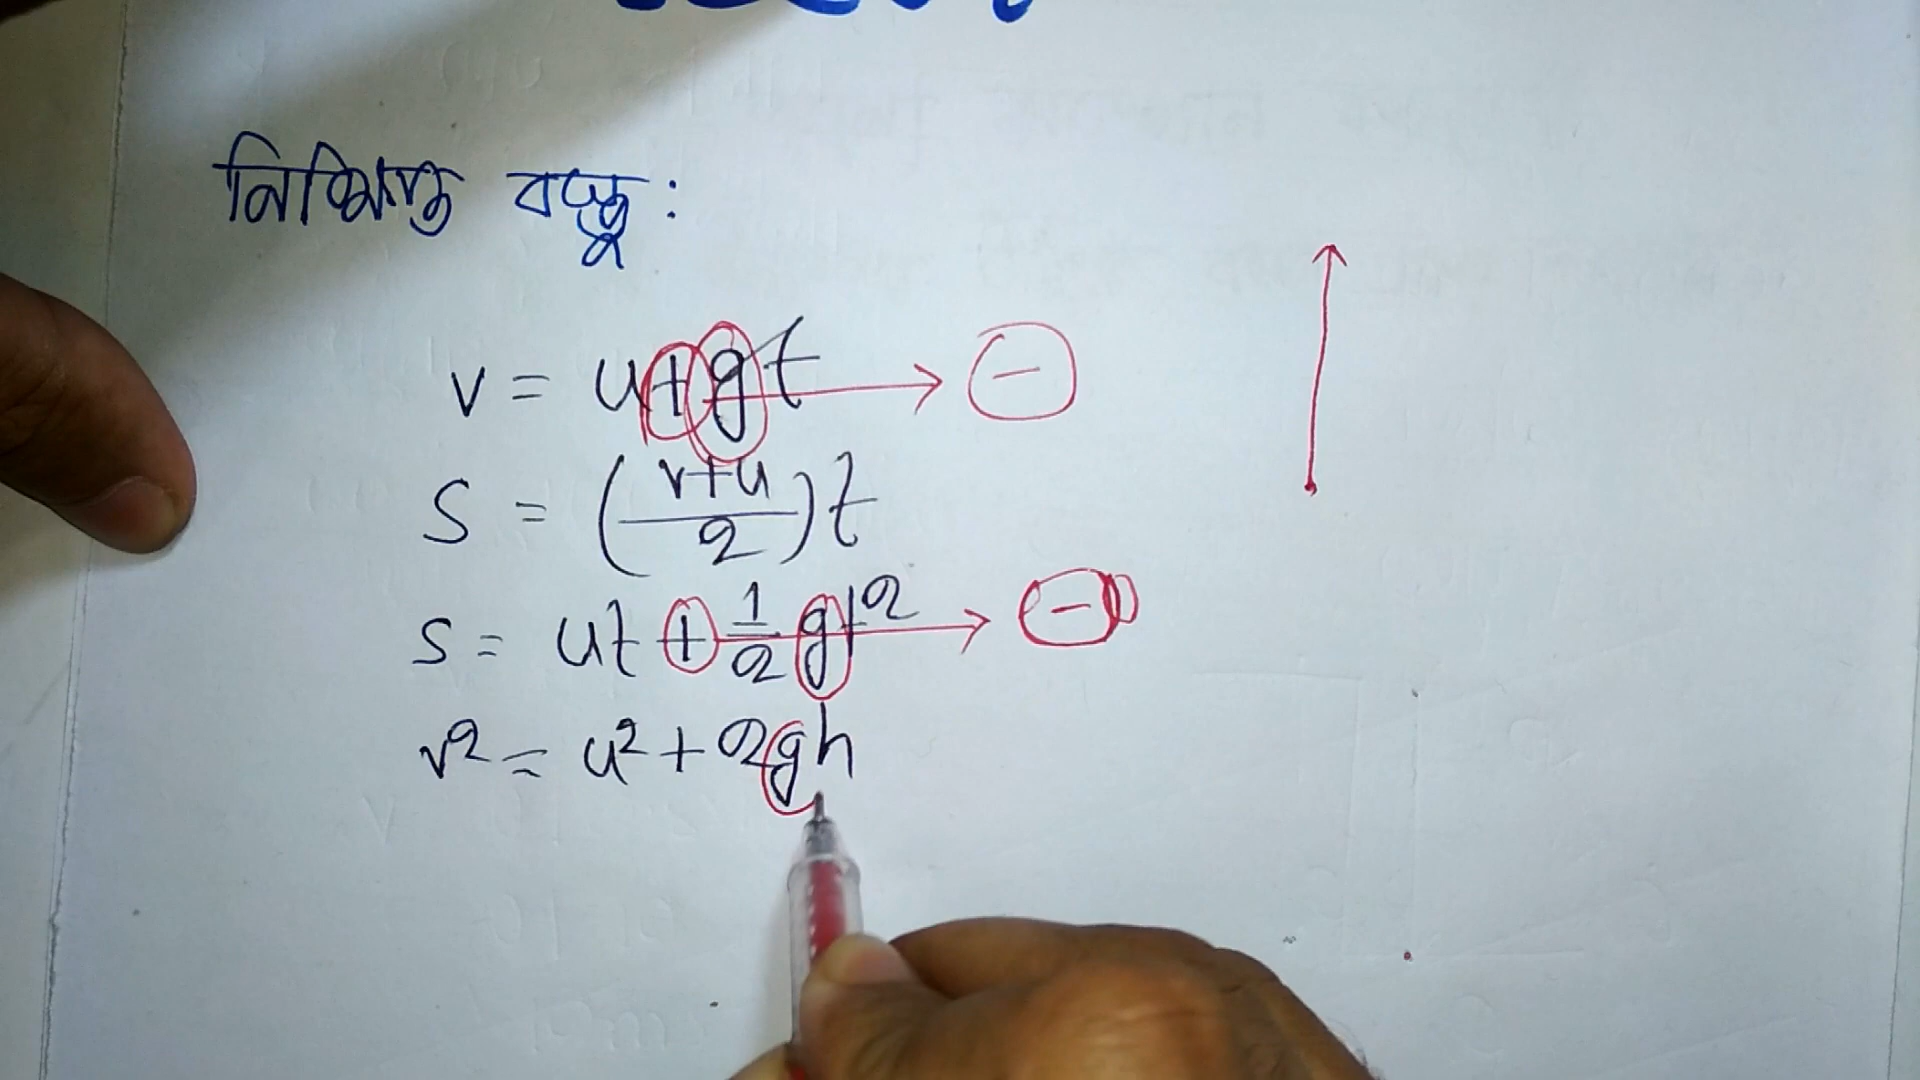 নিক্ষিপ্ত বস্তু :
v = u + gt → −
S = (v+u/2) t
s = ut + 1/2 gt² → −
v² = u² + 2gh